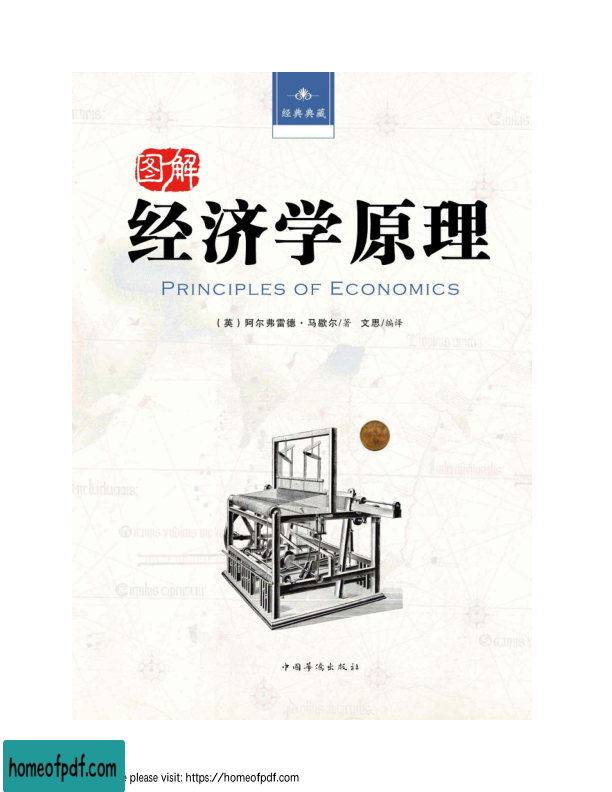 经典典藏
图解
经济学原理
PRINCIPLES OF ECONOMICS
（英）阿尔弗雷德·马歇尔/著 文思/编译
中国华侨出版社
homeofpdf.com
please visit: https://homeofpdf.com